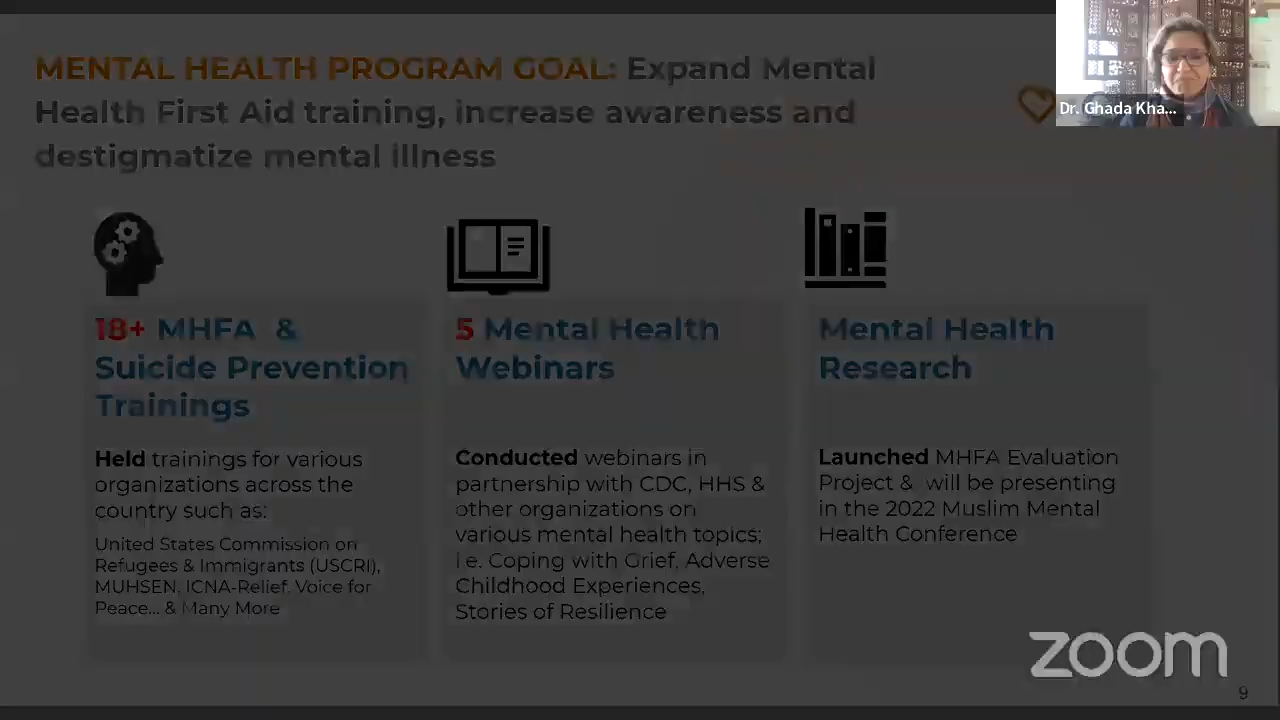 MENTAL HEALTH PROGRAM GOAL: Expand Mental
Health First Aid training, increase awareness and
destigmatize mental illness
Dr. Ghada Kha...
18+ MHFA &
Suicide Prevention
Trainings
Held trainings for various
organizations across the
country such as:
United States Commission on
Refugees & Immigrants (USCRI),
MUHSEN, ICNA-Relief, Voice for
Peace... & Many More
5 Mental Health
Webinars
Conducted webinars in
partnership with CDC, HHS &
other organizations on
various mental health topics;
i.e. Coping with Grief, Adverse
Childhood Experiences,
Stories of Resilience
Mental Health
Research
Launched MHFA Evaluation
Project & will be presenting
in the 2022 Muslim Mental
Health Conference
zoom
9